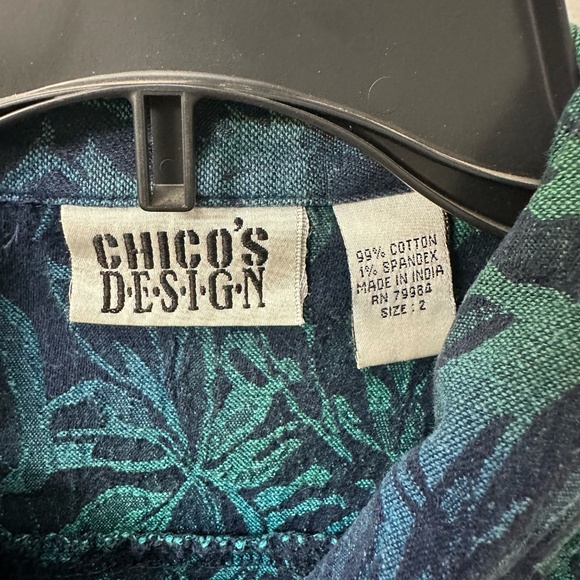 CHICO'S
D•E•S•I•G•N
99% COTTON
1% SPANDEX
MADE IN INDIA
RN 79984
SIZE : 2